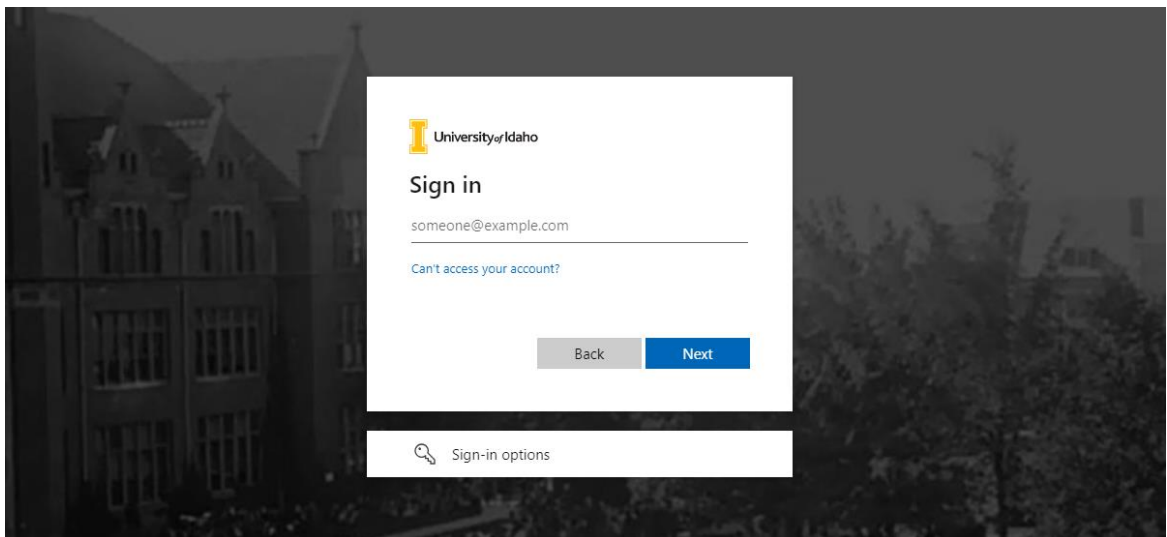 University of Idaho
Sign in
someone@example.com
Can't access your account?
Back Next
Sign-in options